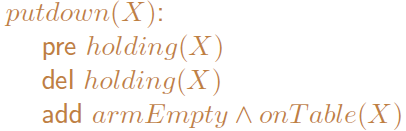 putdown(X):
pre holding(X)
del holding(X)
add armEmpty ∧ onTable(X)